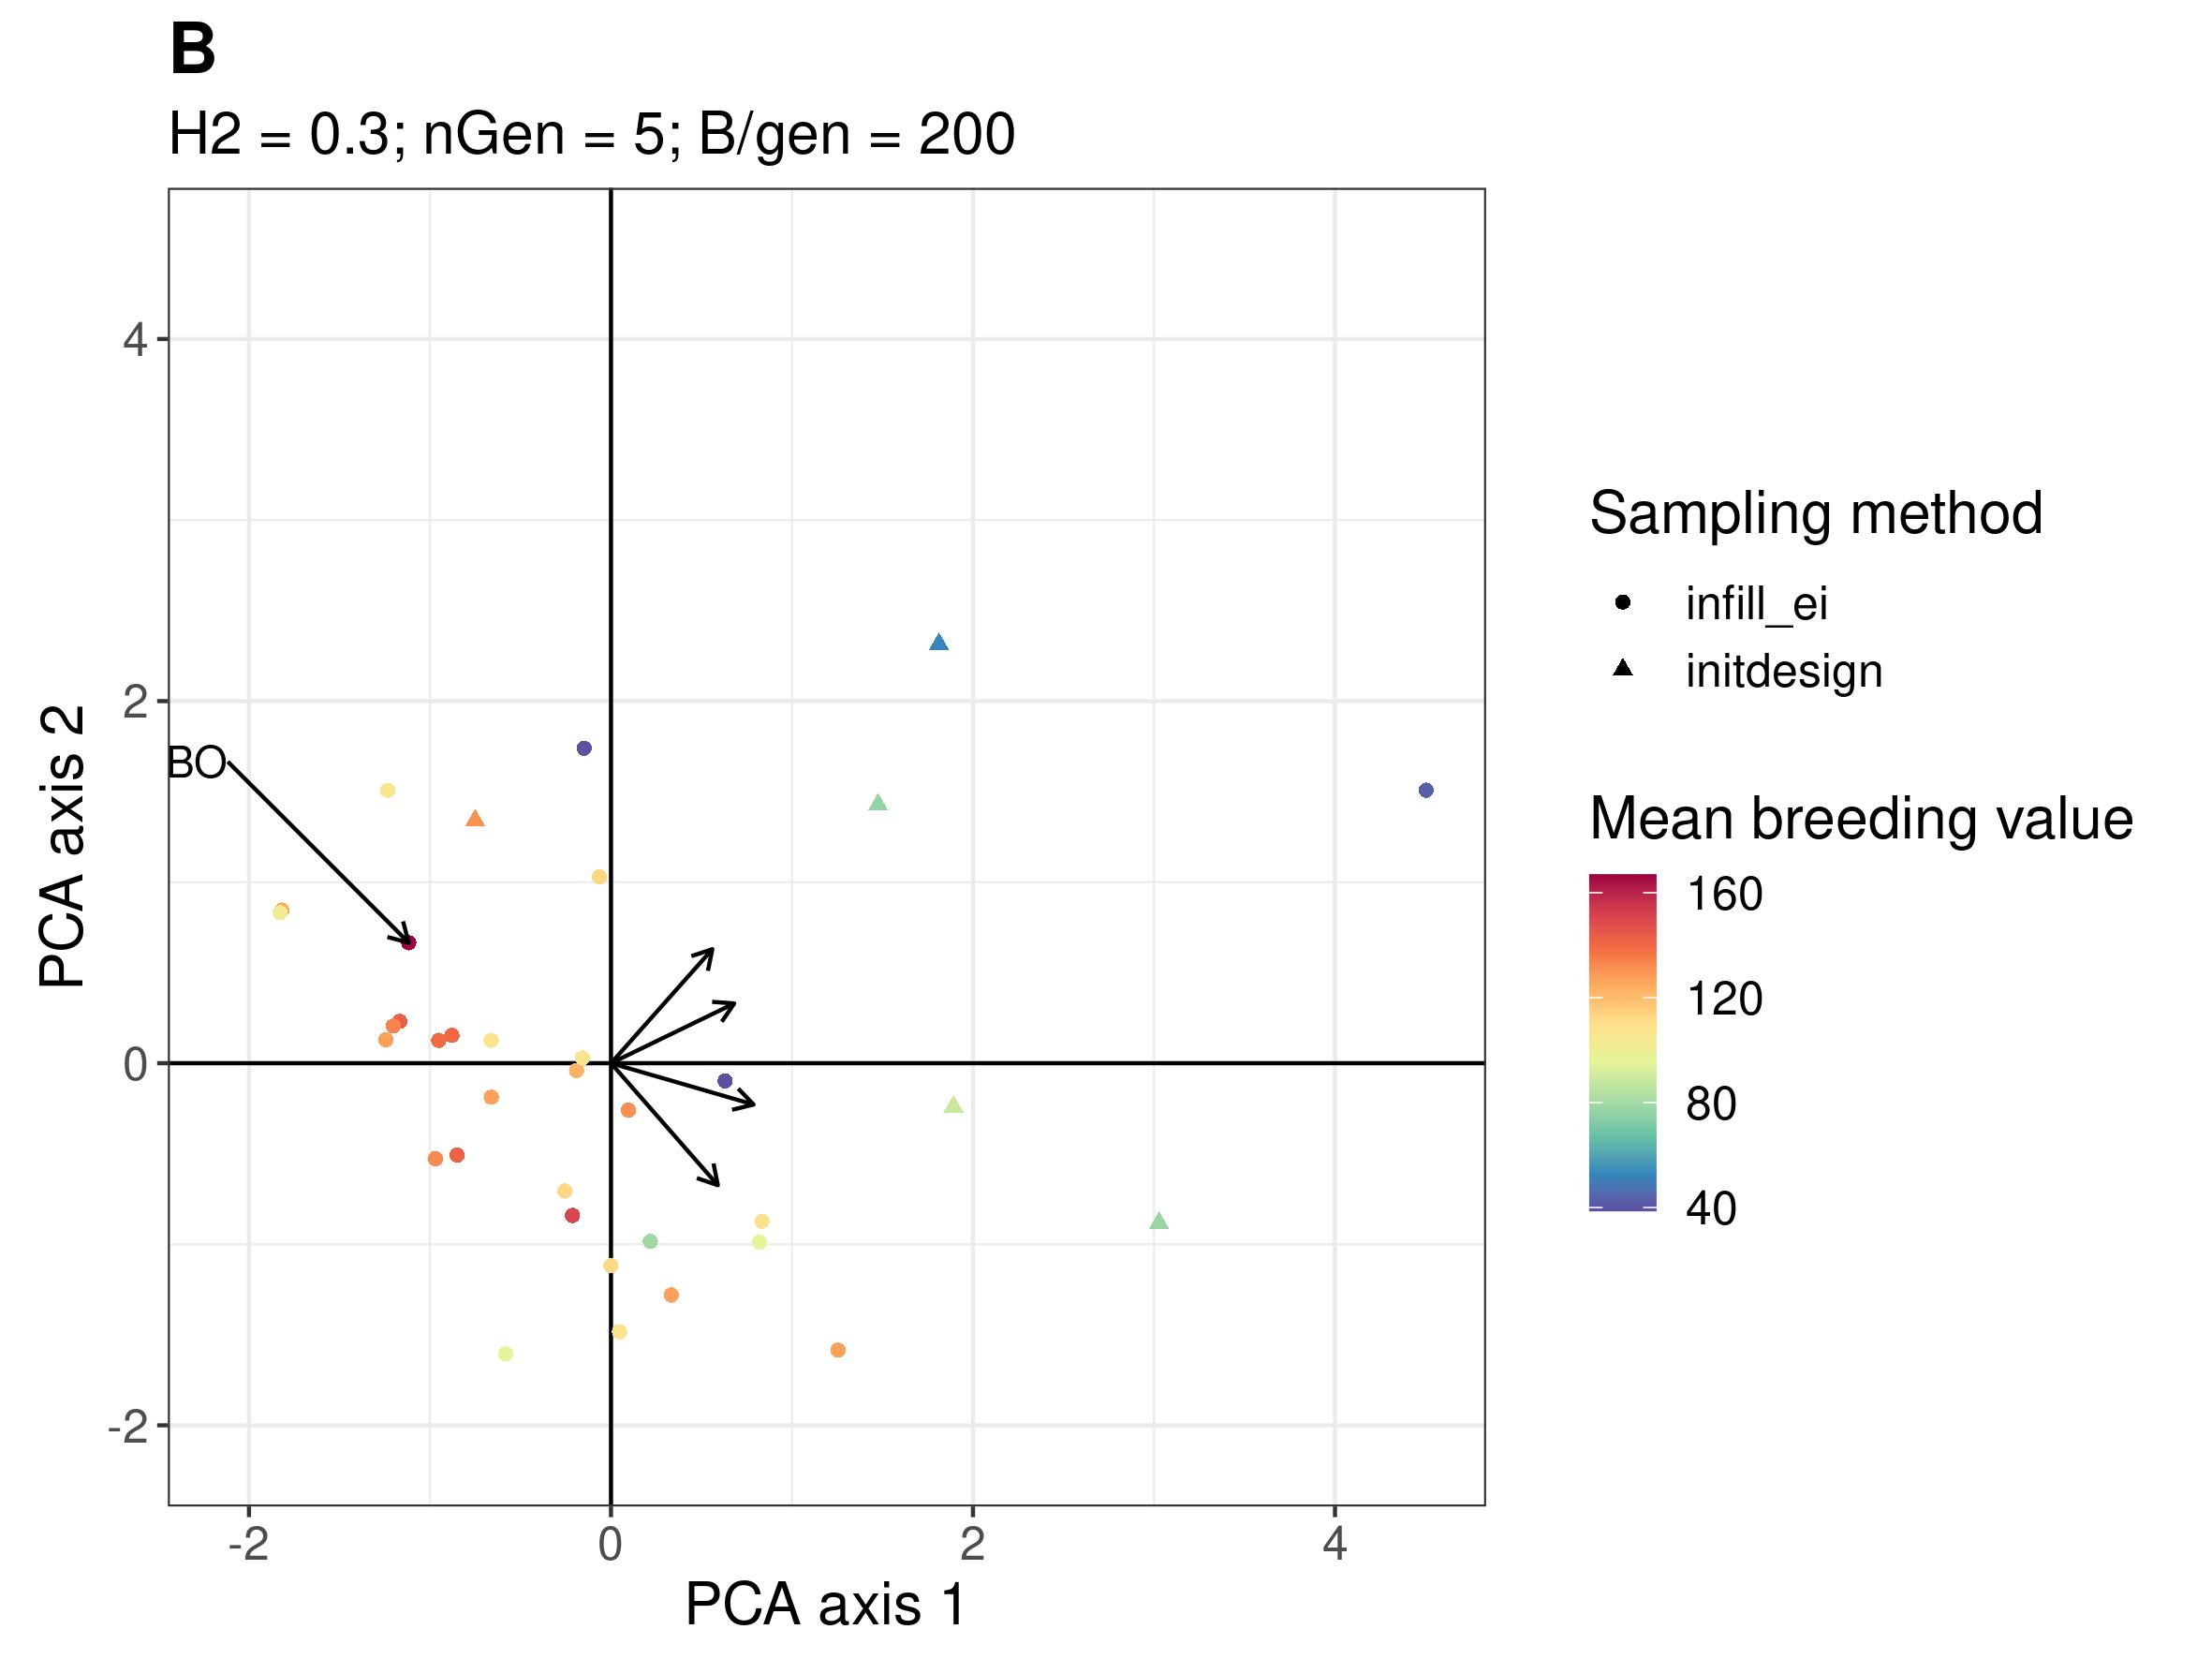 B
H2 = 0.3; nGen = 5; B/gen = 200
4
2
0
-2
PCA axis 2
BO
-2
0
2
4
PCA axis 1
Sampling method
infill_ei
initdesign
Mean breeding value
160
120
80
40